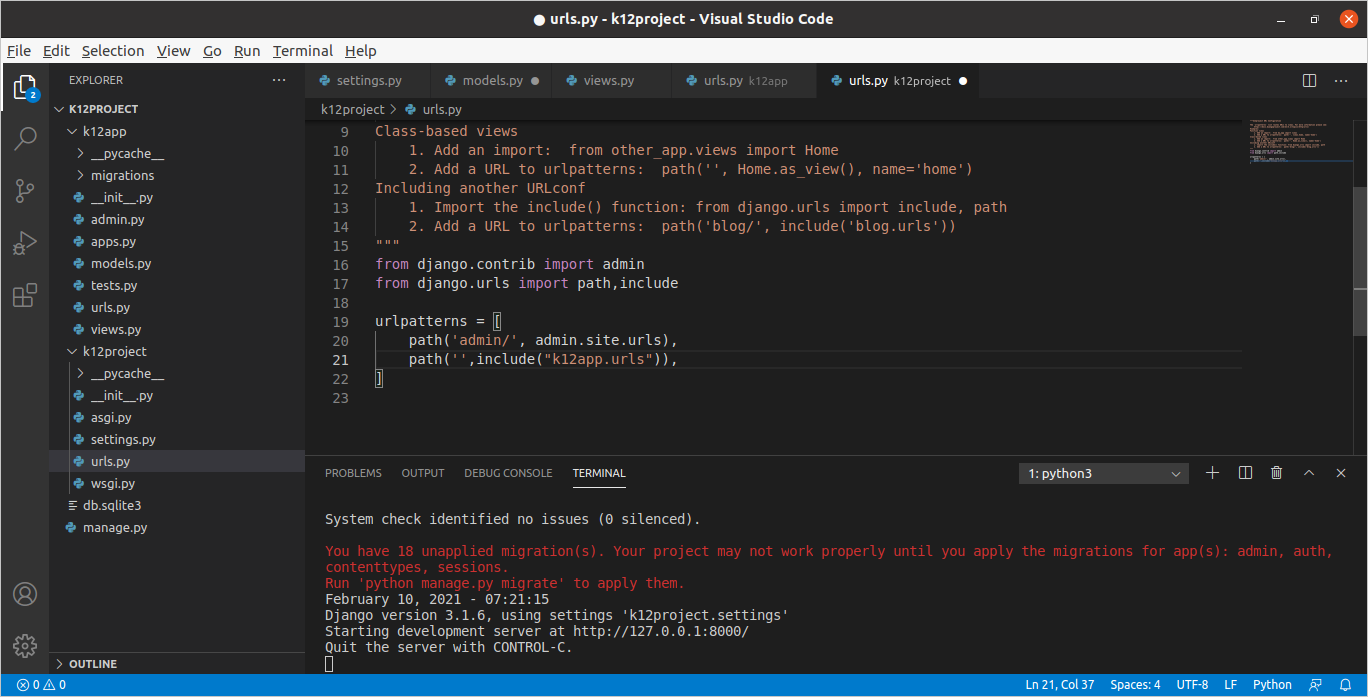 urls.py - k12project - Visual Studio Code
File Edit Selection View Go Run Terminal Help
EXPLORER
settings.py
models.py
views.py
urls.py k12app
urls.py k12project
2
K12PROJECT
k12app
__pycache__
migrations
__init__.py
admin.py
apps.py
models.py
tests.py
urls.py
views.py
k12project
__pycache__
__init__.py
asgi.py
settings.py
urls.py
wsgi.py
db.sqlite3
manage.py
OUTLINE
k12project > urls.py
9 Class-based views
10 1. Add an import:  from other_app.views import Home
11 2. Add a URL to urlpatterns:  path('', Home.as_view(), name='home')
12 Including another URLconf
13 1. Import the include() function: from django.urls import include, path
14 2. Add a URL to urlpatterns:  path('blog/', include('blog.urls'))
15 """
16 from django.contrib import admin
17 from django.urls import path,include
18
19 urlpatterns = [
20 path('admin/', admin.site.urls),
21 path('',include("k12app.urls")),
22 ]
23
PROBLEMS OUTPUT DEBUG CONSOLE TERMINAL
1: python3
System check identified no issues (0 silenced).
You have 18 unapplied migration(s). Your project may not work properly until you apply the migrations for app(s): admin, auth,
contenttypes, sessions.
Run 'python manage.py migrate' to apply them.
February 10, 2021 - 07:21:15
Django version 3.1.6, using settings 'k12project.settings'
Starting development server at http://127.0.0.1:8000/
Quit the server with CONTROL-C.
0 0
Ln 21, Col 37 Spaces: 4 UTF-8 LF Python